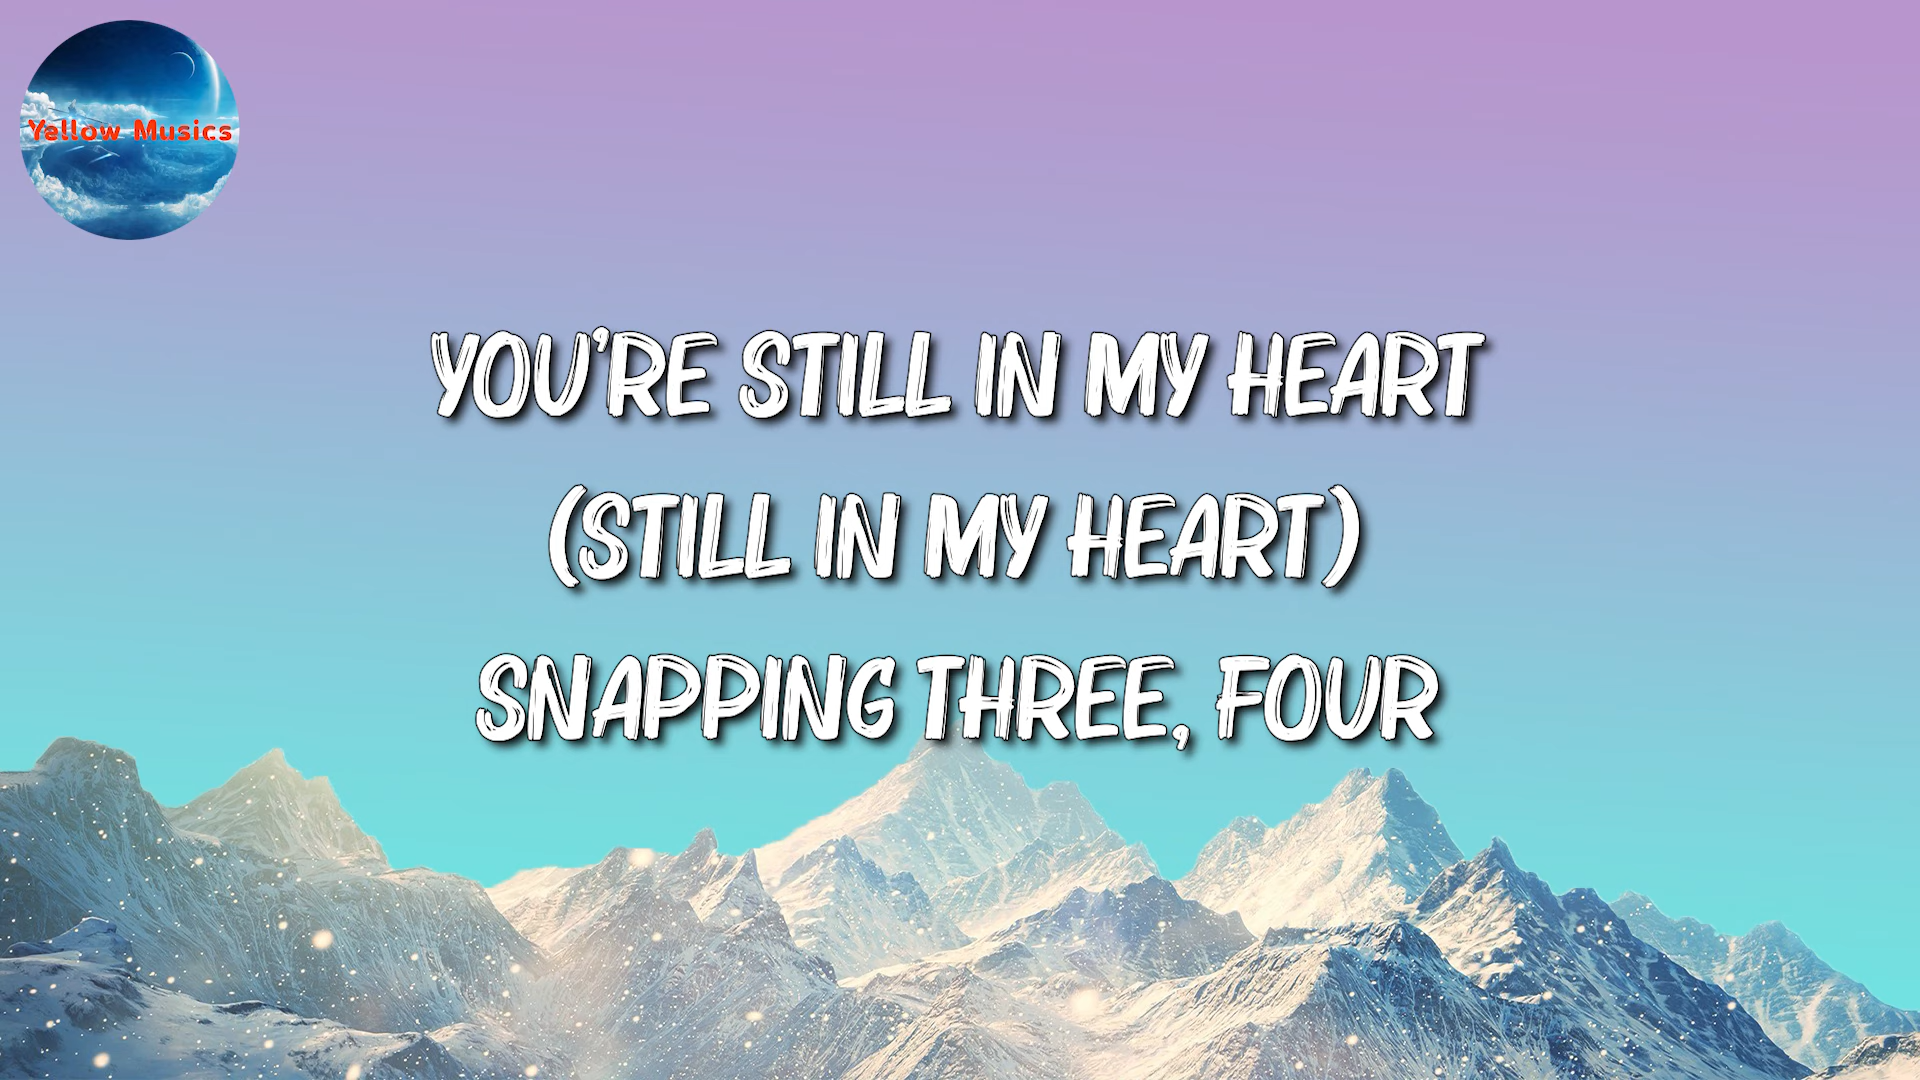 Yellow Musics
YOU'RE STILL IN MY HEART
(STILL IN MY HEART)
SNAPPING THREE, FOUR